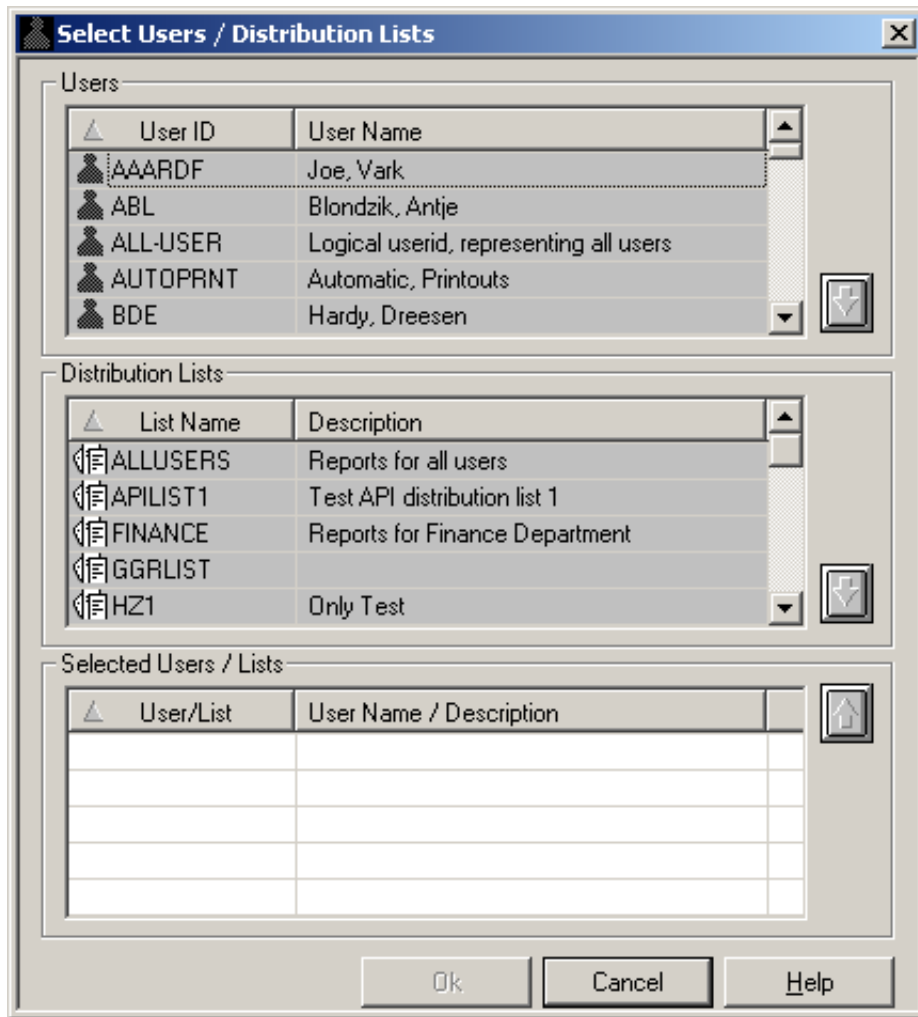 Select Users / Distribution Lists
Users
User ID User Name
AAARDF Joe, Vark
ABL Blondzik, Antje
ALL-USER Logical userid, representing all users
AUTOPRNT Automatic, Printouts
BDE Hardy, Dreesen
Distribution Lists
List Name Description
ALLUSERS Reports for all users
APILIST1 Test API distribution list 1
FINANCE Reports for Finance Department
GGRLIST
HZ1 Only Test
Selected Users / Lists
User/List User Name / Description
Ok Cancel Help